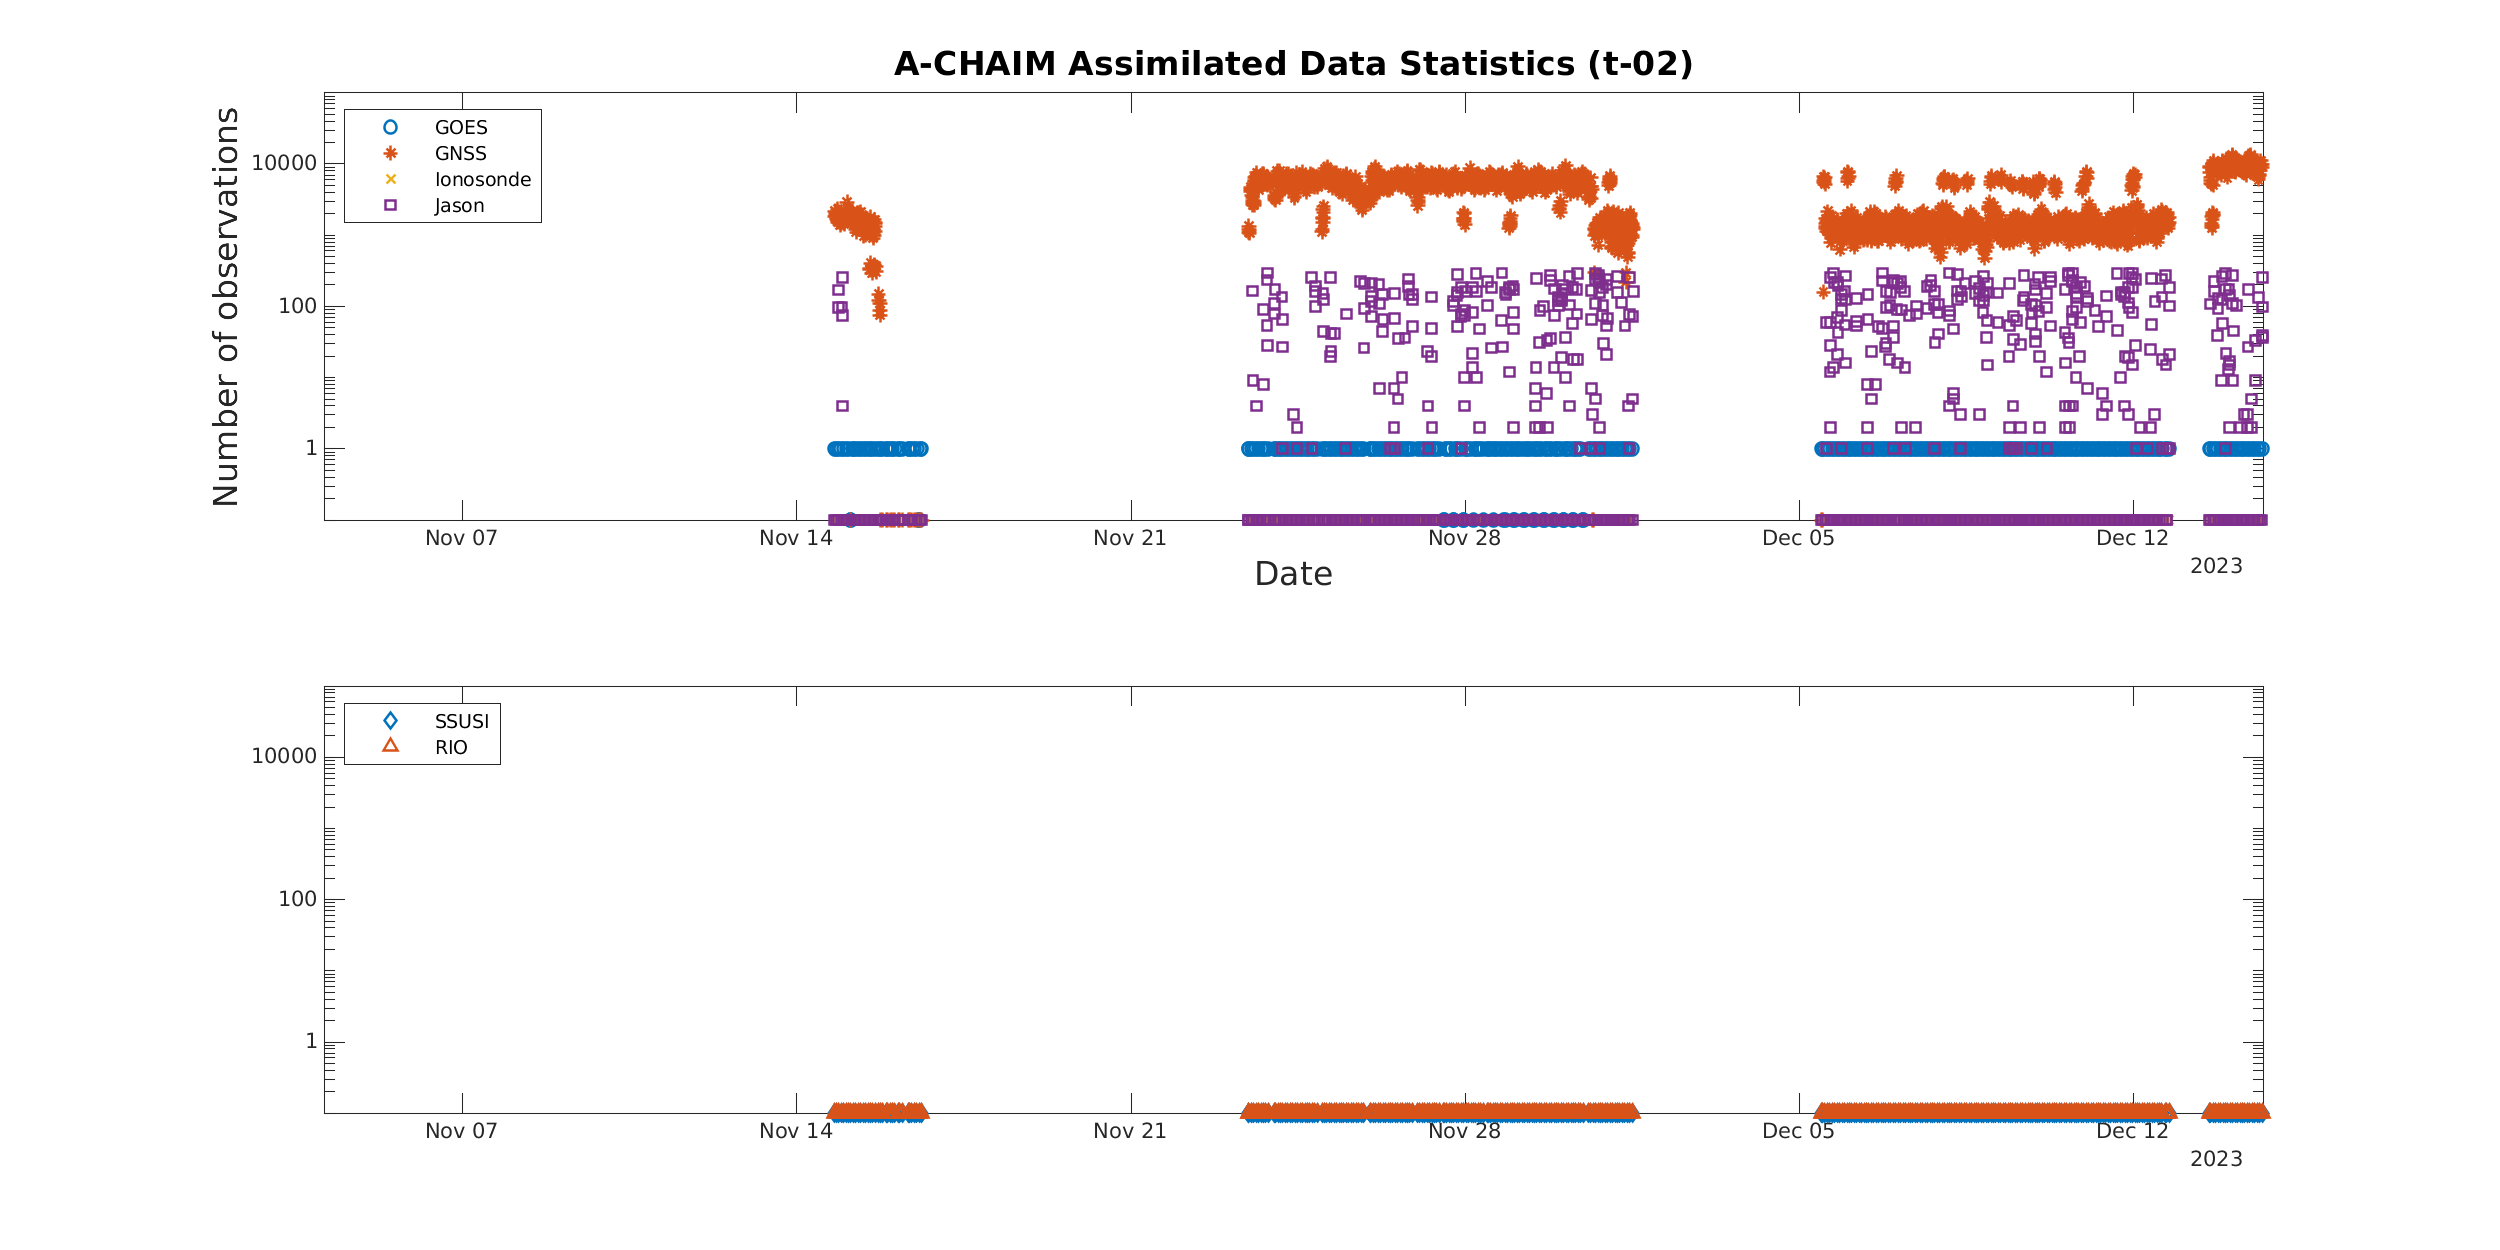 A-CHAIM Assimilated Data Statistics (t-02)
Number of observations
10000
100
1
GOES
GNSS
Ionosonde
Jason
Nov 07
Nov 14
Nov 21
Nov 28
Dec 05
Dec 12
2023
Date
10000
100
1
SSUSI
RIO
Nov 07
Nov 14
Nov 21
Nov 28
Dec 05
Dec 12
2023